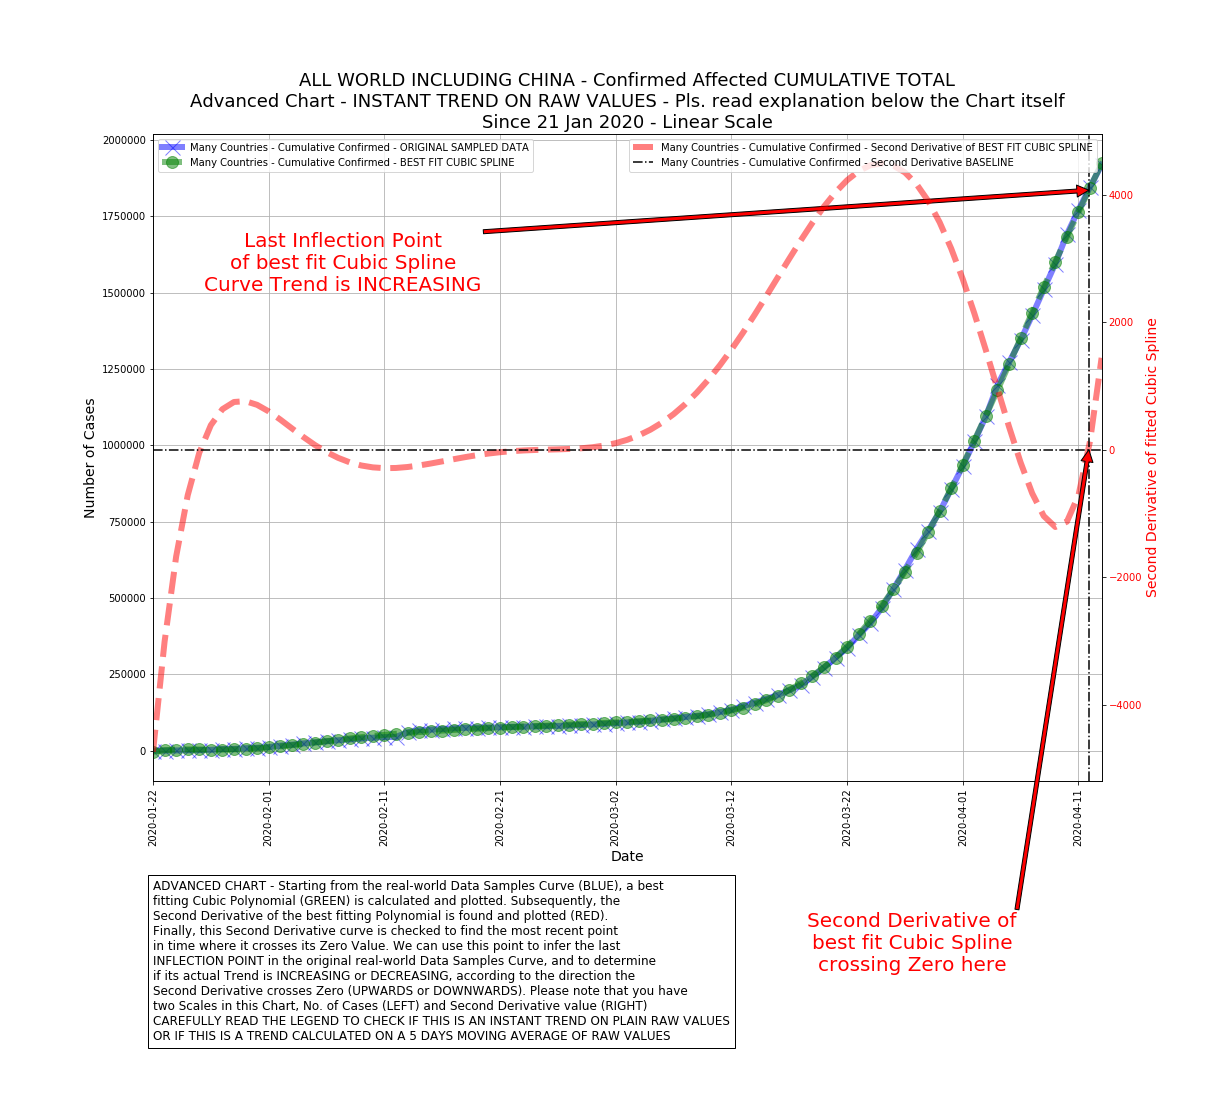 ALL WORLD INCLUDING CHINA - Confirmed Affected CUMULATIVE TOTAL
Advanced Chart - INSTANT TREND ON RAW VALUES - Pls. read explanation below the Chart itself
Since 21 Jan 2020 - Linear Scale
Many Countries - Cumulative Confirmed - ORIGINAL SAMPLED DATA
Many Countries - Cumulative Confirmed - BEST FIT CUBIC SPLINE
Many Countries - Cumulative Confirmed - Second Derivative of BEST FIT CUBIC SPLINE
Many Countries - Cumulative Confirmed - Second Derivative BASELINE
Last Inflection Point
of best fit Cubic Spline
Curve Trend is INCREASING
Number of Cases
2000000
1750000
1500000
1250000
1000000
750000
500000
250000
0
4000
2000
0
−2000
−4000
Second Derivative of fitted Cubic Spline
2020-01-22
2020-02-01
2020-02-11
2020-02-21
2020-03-02
2020-03-12
2020-03-22
2020-04-01
2020-04-11
Date
ADVANCED CHART - Starting from the real-world Data Samples Curve (BLUE), a best
fitting Cubic Polynomial (GREEN) is calculated and plotted. Subsequently, the
Second Derivative of the best fitting Polynomial is found and plotted (RED).
Finally, this Second Derivative curve is checked to find the most recent point
in time where it crosses its Zero Value. We can use this point to infer the last
INFLECTION POINT in the original real-world Data Samples Curve, and to determine
if its actual Trend is INCREASING or DECREASING, according to the direction the
Second Derivative crosses Zero (UPWARDS or DOWNWARDS). Please note that you have
two Scales in this Chart, No. of Cases (LEFT) and Second Derivative value (RIGHT)
CAREFULLY READ THE LEGEND TO CHECK IF THIS IS AN INSTANT TREND ON PLAIN RAW VALUES
OR IF THIS IS A TREND CALCULATED ON A 5 DAYS MOVING AVERAGE OF RAW VALUES
Second Derivative of
best fit Cubic Spline
crossing Zero here